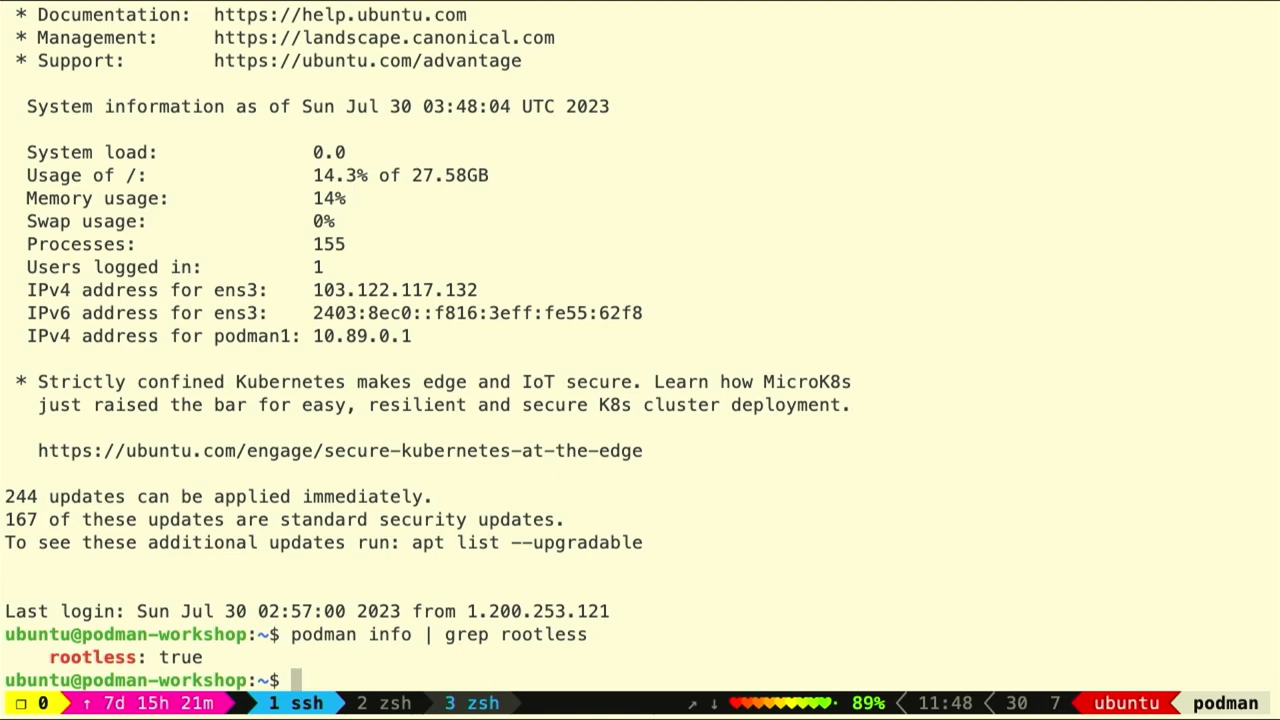 * Documentation:  https://help.ubuntu.com
* Management:     https://landscape.canonical.com
* Support:        https://ubuntu.com/advantage
System information as of Sun Jul 30 03:48:04 UTC 2023
System load:              0.0
Usage of /:               14.3% of 27.58GB
Memory usage:             14%
Swap usage:               0%
Processes:                155
Users logged in:          1
IPv4 address for ens3:    103.122.117.132
IPv6 address for ens3:    2403:8ec0::f816:3eff:fe55:62f8
IPv4 address for podman1: 10.89.0.1
* Strictly confined Kubernetes makes edge and IoT secure. Learn how MicroK8s
just raised the bar for easy, resilient and secure K8s cluster deployment.
https://ubuntu.com/engage/secure-kubernetes-at-the-edge
244 updates can be applied immediately.
167 of these updates are standard security updates.
To see these additional updates run: apt list --upgradable
Last login: Sun Jul 30 02:57:00 2023 from 1.200.253.121
ubuntu@podman-workshop:~$ podman info | grep rootless
rootless: true
ubuntu@podman-workshop:~$
0 ↑ 7d 15h 21m 1 ssh 2 zsh 3 zsh ↗ ↓ 89% 11:48 30 7 ubuntu podman